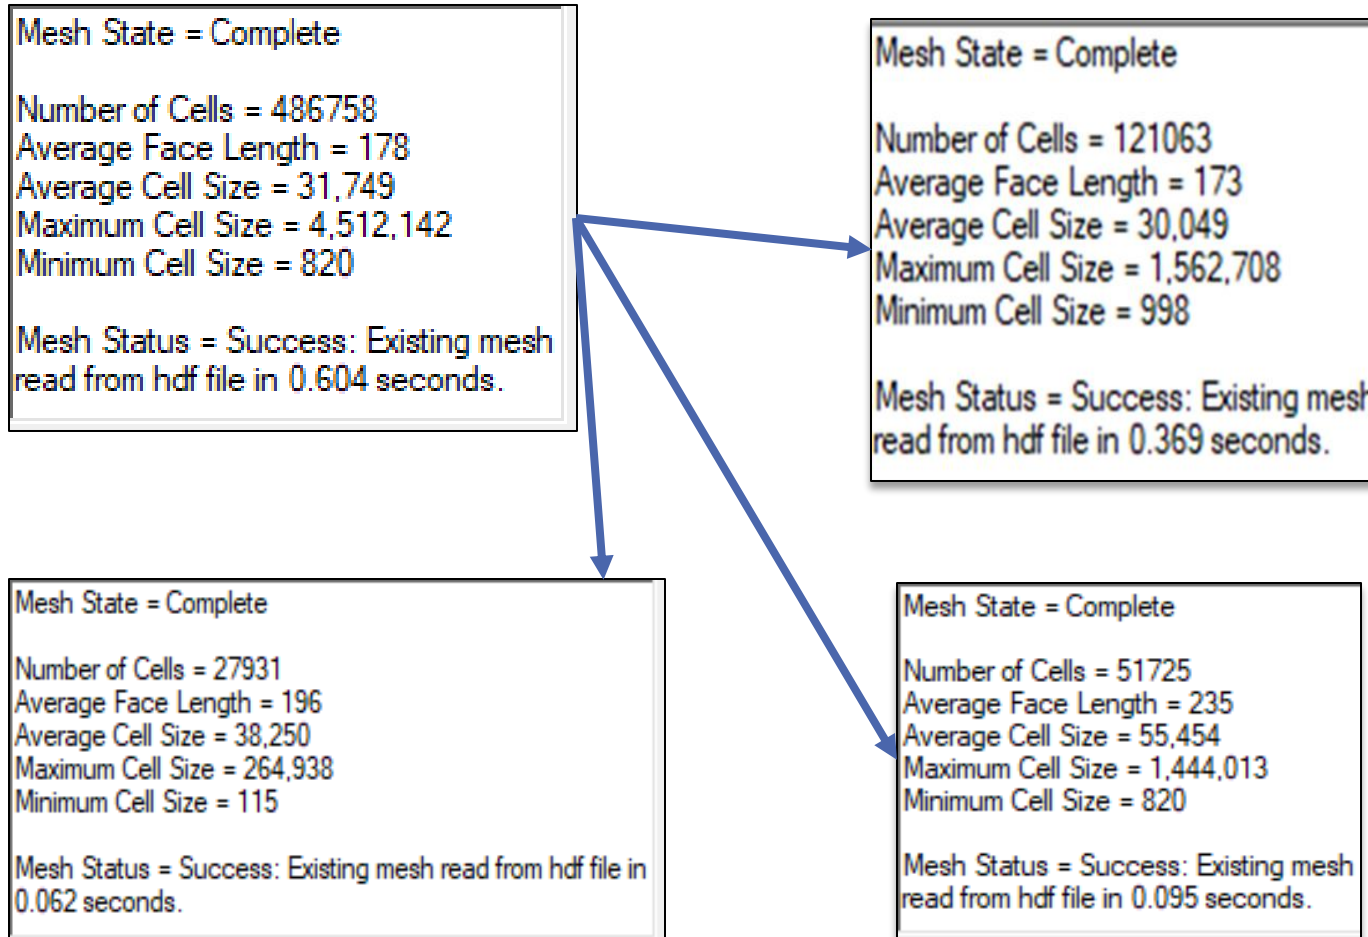 Mesh State = Complete
Number of Cells = 486758
Average Face Length = 178
Average Cell Size = 31,749
Maximum Cell Size = 4,512,142
Minimum Cell Size = 820
Mesh Status = Success: Existing mesh
read from hdf file in 0.604 seconds.
Mesh State = Complete
Number of Cells = 121063
Average Face Length = 173
Average Cell Size = 30,049
Maximum Cell Size = 1,562,708
Minimum Cell Size = 998
Mesh Status = Success: Existing mesh
read from hdf file in 0.369 seconds.
Mesh State = Complete
Number of Cells = 27931
Average Face Length = 196
Average Cell Size = 38,250
Maximum Cell Size = 264,938
Minimum Cell Size = 115
Mesh Status = Success: Existing mesh read from hdf file in
0.062 seconds.
Mesh State = Complete
Number of Cells = 51725
Average Face Length = 235
Average Cell Size = 55,454
Maximum Cell Size = 1,444,013
Minimum Cell Size = 820
Mesh Status = Success: Existing mesh
read from hdf file in 0.095 seconds.